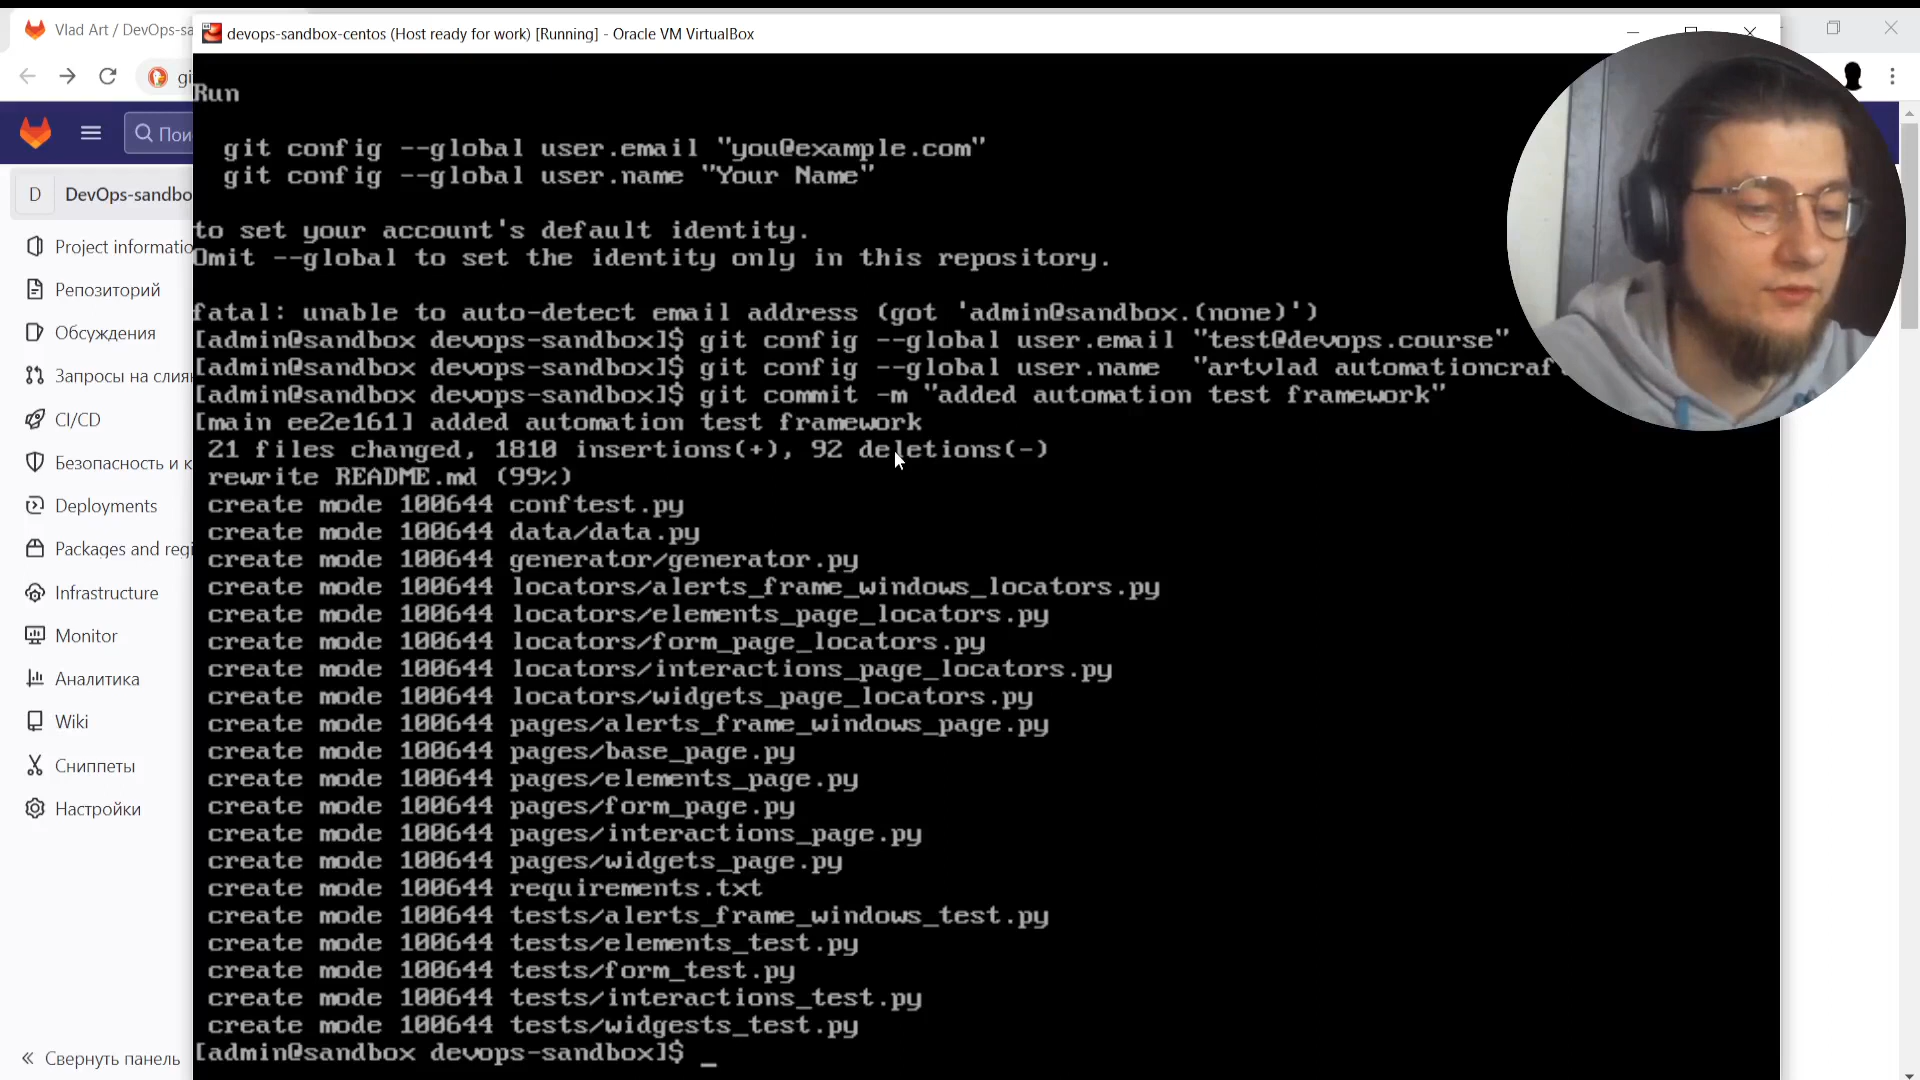 Vlad Art / DevOps-sa
devops-sandbox-centos (Host ready for work) [Running] - Oracle VM VirtualBox
gi
Пои
DevOps-sandbo
Project informatio
Репозиторий
Обсуждения
Запросы на слиян
CI/CD
Безопасность и к
Deployments
Packages and regi
Infrastructure
Monitor
Аналитика
Wiki
Сниппеты
Настройки
« Свернуть панель
D
Run
git config --global user.email "you@example.com"
git config --global user.name "Your Name"
to set your account's default identity.
Omit --global to set the identity only in this repository.
fatal: unable to auto-detect email address (got 'admin@sandbox.(none)')
[admin@sandbox devops-sandbox]$ git config --global user.email "test@devops.course"
[admin@sandbox devops-sandbox]$ git config --global user.name "artvlad automationcraf
[admin@sandbox devops-sandbox]$ git commit -m "added automation test framework"
[main ee2e161] added automation test framework
21 files changed, 1810 insertions(+), 92 deletions(-)
rewrite README.md (99%)
create mode 100644 conftest.py
create mode 100644 data/data.py
create mode 100644 generator/generator.py
create mode 100644 locators/alerts_frame_windows_locators.py
create mode 100644 locators/elements_page_locators.py
create mode 100644 locators/form_page_locators.py
create mode 100644 locators/interactions_page_locators.py
create mode 100644 locators/widgets_page_locators.py
create mode 100644 pages/alerts_frame_windows_page.py
create mode 100644 pages/base_page.py
create mode 100644 pages/elements_page.py
create mode 100644 pages/form_page.py
create mode 100644 pages/interactions_page.py
create mode 100644 pages/widgets_page.py
create mode 100644 requirements.txt
create mode 100644 tests/alerts_frame_windows_test.py
create mode 100644 tests/elements_test.py
create mode 100644 tests/form_test.py
create mode 100644 tests/interactions_test.py
create mode 100644 tests/widgests_test.py
[admin@sandbox devops-sandbox]$ _